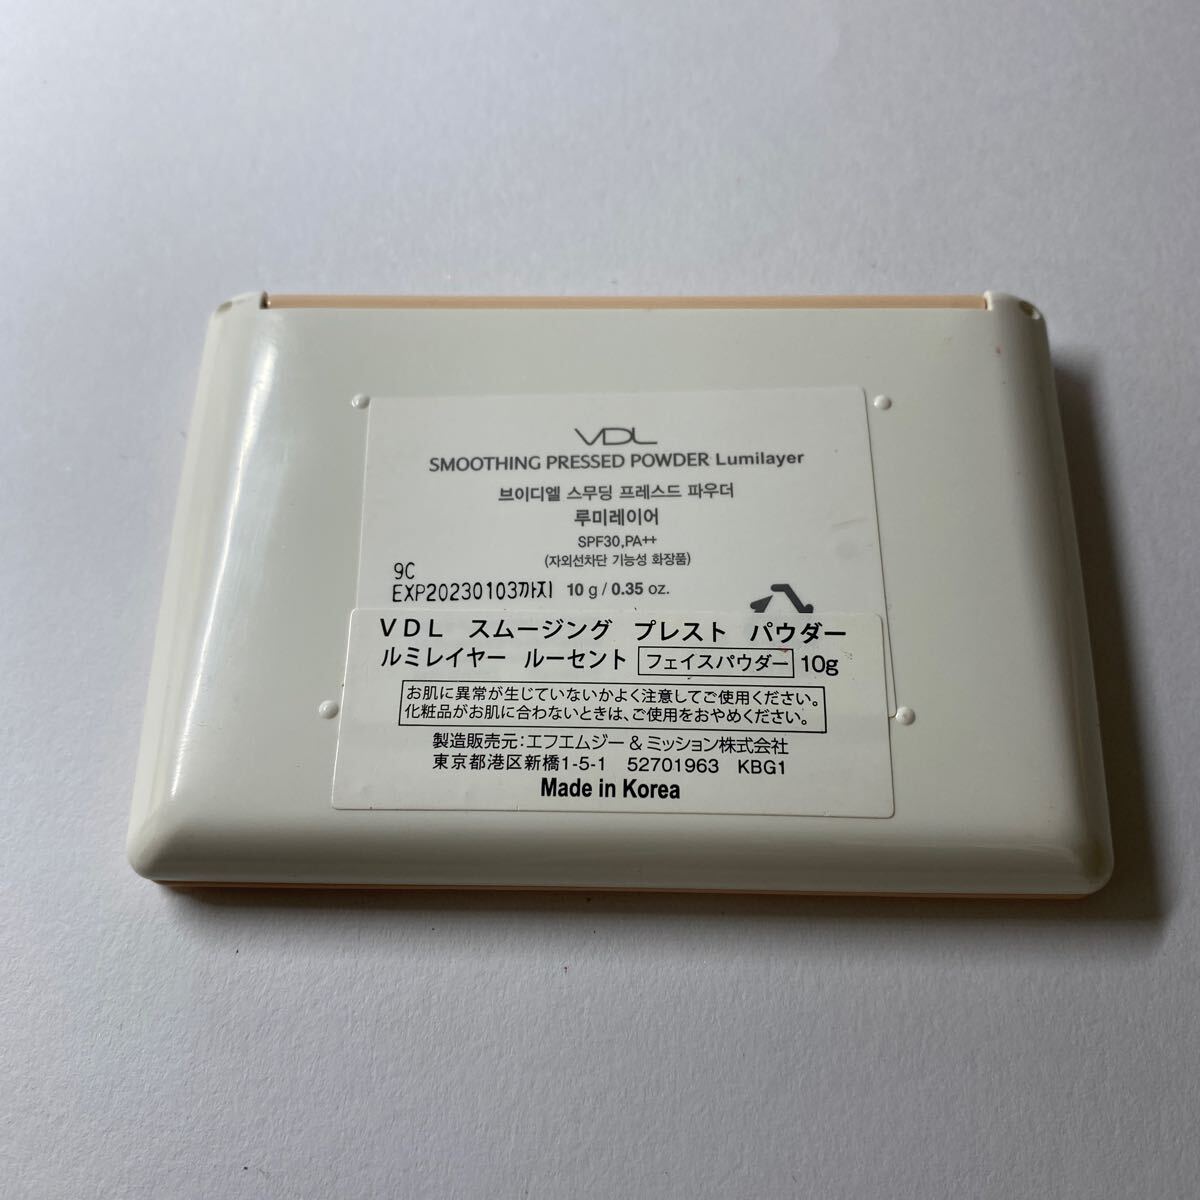 VDL
SMOOTHING PRESSED POWDER Lumilayer
브이디엘 스무딩 프레스드 파우더
루미레이어
SPF30,PA++
(자외선차단 기능성 화장품)
9C
EXP20230103까지 10 g / 0.35 oz.
VDL スムージング プレスト パウダー
ルミレイヤー ルーセント フェイスパウダー 10g
お肌に異常が生じていないかよく注意してご使用ください。
化粧品がお肌に合わないときは、ご使用をおやめください。
製造販売元:エフエムジー&ミッション株式会社
東京都港区新橋1-5-1 52701963 KBG1
Made in Korea